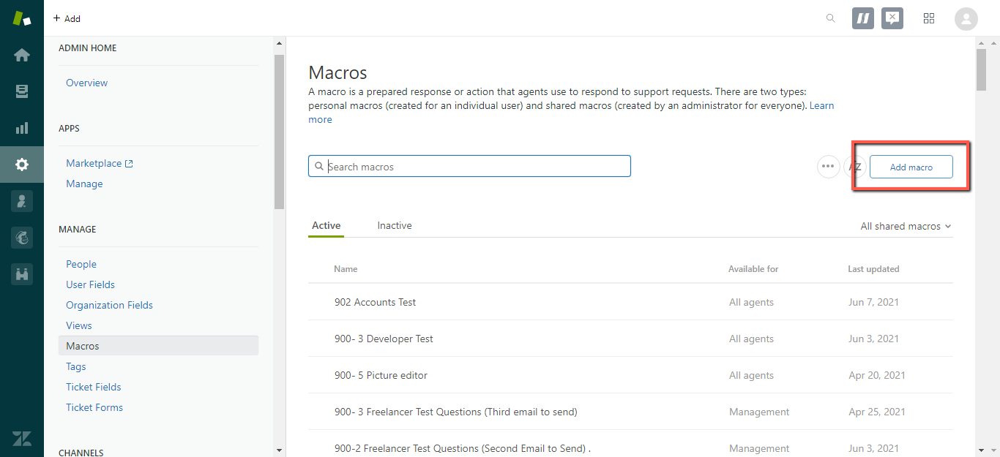 + Add
ADMIN HOME
Overview
APPS
Marketplace
Manage
MANAGE
People
User Fields
Organization Fields
Views
Macros
Tags
Ticket Fields
Ticket Forms
CHANNELS
Macros
A macro is a prepared response or action that agents use to respond to support requests. There are two types:
personal macros (created for an individual user) and shared macros (created by an administrator for everyone). Learn
more
Search macros
AZ
Add macro
Active Inactive All shared macros
Name Available for Last updated
902 Accounts Test All agents Jun 7, 2021
900- 3 Developer Test All agents Jun 3, 2021
900- 5 Picture editor All agents Apr 20, 2021
900- 3 Freelancer Test Questions (Third email to send) Management Apr 25, 2021
900-2 Freelancer Test Questions (Second Email to Send) . Management Jun 3, 2021